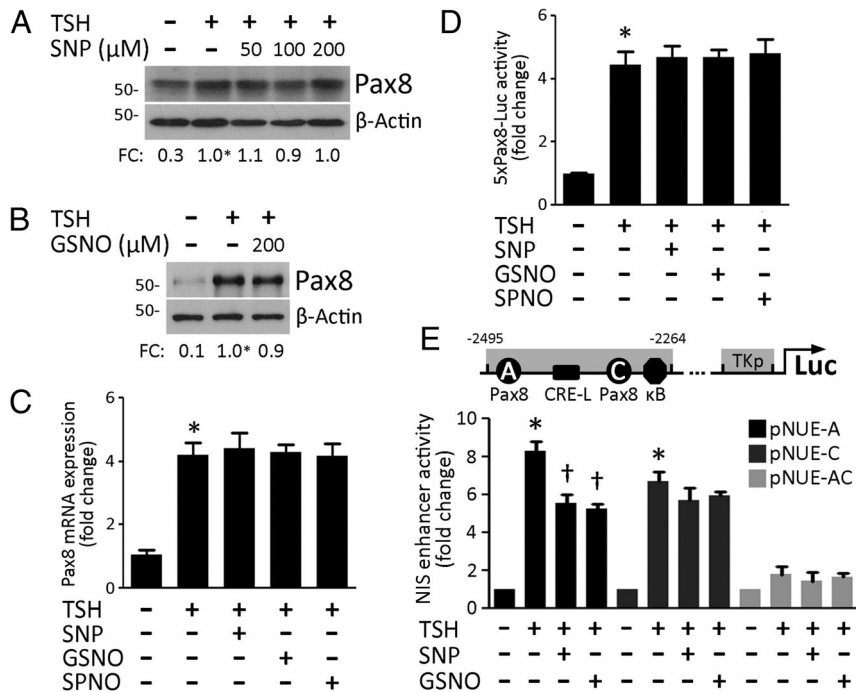 A
TSH - + + + +
SNP (μM) - - 50 100 200
50- Pax8
50- β-Actin
FC: 0.3 1.0* 1.1 0.9 1.0
B
TSH - + +
GSNO (μM) - - 200
50- Pax8
50- β-Actin
FC: 0.1 1.0* 0.9
C
Pax8 mRNA expression
(fold change)
6
4
2
0
*
TSH - + + + +
SNP - - + - -
GSNO - - - + -
SPNO - - - - +
D
5xPax8-Luc activity
(fold change)
6
4
2
0
*
TSH - + + + +
SNP - - + - -
GSNO - - - + -
SPNO - - - - +
E
-2495 -2264
A C TKp Luc
Pax8 CRE-L Pax8 κB ...
NIS enhancer activity
(fold change)
10
8
6
4
2
0
* † † *
pNUE-A
pNUE-C
pNUE-AC
TSH - + + + - + + + - + + +
SNP - - + - - - + - - - + -
GSNO - - - + - - - + - - - +